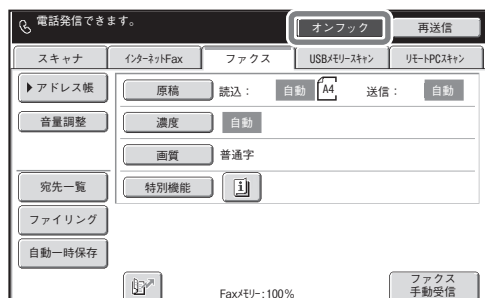 電話発信できます。
オンフック
再送信
スキャナ
インターネットFax
ファクス
USBメモリースキャン
リモートPCスキャン
アドレス帳
原稿
読込:
自動
A4
送信:
自動
音量調整
濃度
自動
画質
普通字
宛先一覧
特別機能
ファイリング
自動一時保存
Faxメモリー:100%
ファクス
手動受信